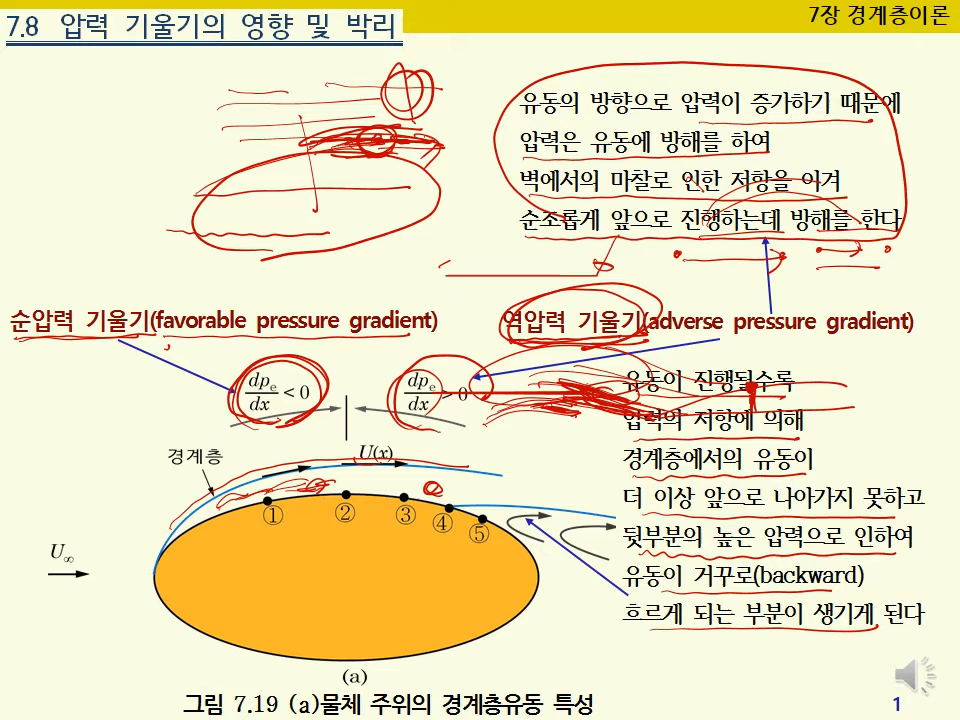 7장 경계층이론
7.8 압력 기울기의 영향 및 박리
유동의 방향으로 압력이 증가하기 때문에
압력은 유동에 방해를 하여
벽에서의 마찰로 인한 저항을 이겨
순조롭게 앞으로 진행하는데 방해를 한다
순압력 기울기(favorable pressure gradient)
역압력 기울기(adverse pressure gradient)
dpₑ/dx < 0
dpₑ/dx > 0
유동이 진행될수록
압력의 저항에 의해
경계층에서의 유동이
더 이상 앞으로 나아가지 못하고
뒷부분의 높은 압력으로 인하여
유동이 거꾸로(backward)
흐르게 되는 부분이 생기게 된다
경계층
U(x)
① ② ③ ④ ⑤
U∞
(a)
그림 7.19 (a)물체 주위의 경계층유동 특성
1